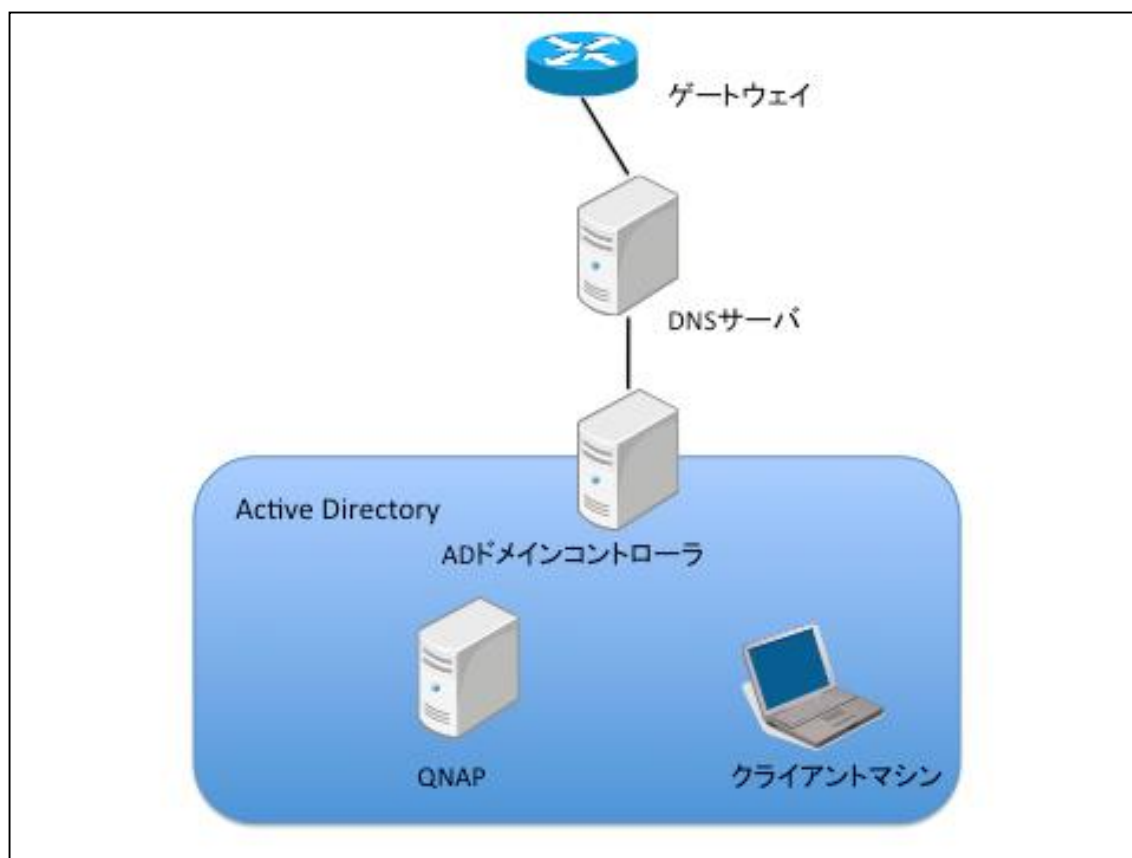 ゲートウェイ
DNSサーバ
Active Directory
ADドメインコントローラ
QNAP
クライアントマシン